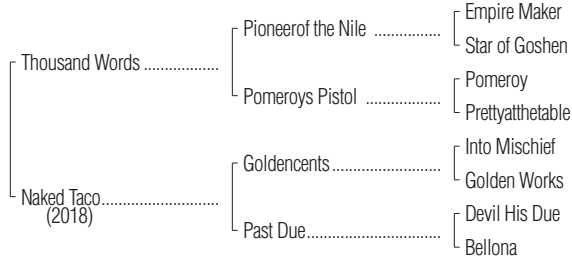 Empire Maker
Pioneerof the Nile ................
Star of Goshen
Thousand Words ..................
Pomeroy
Pomeroys Pistol ................
Prettyatthetable
Into Mischief
Goldencents.......................
Golden Works
Naked Taco...........................
(2018)
Devil His Due
Past Due.............................
Bellona